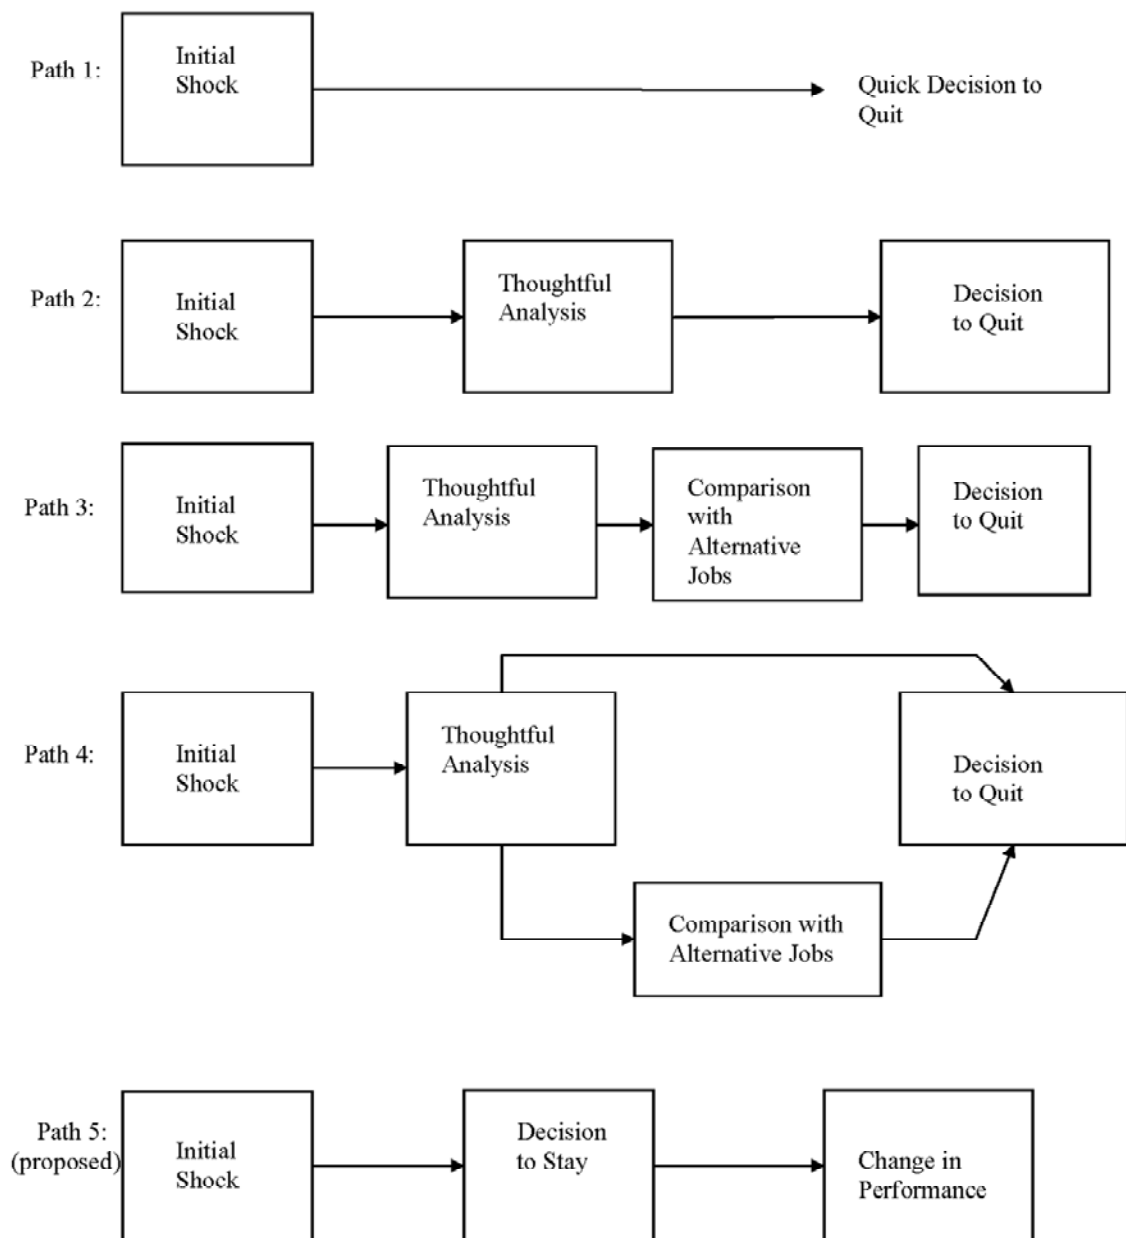 Path 1:
Initial
Shock
Quick Decision to
Quit
Path 2:
Initial
Shock
Thoughtful
Analysis
Decision
to Quit
Path 3:
Initial
Shock
Thoughtful
Analysis
Comparison
with
Alternative
Jobs
Decision
to Quit
Path 4:
Initial
Shock
Thoughtful
Analysis
Decision
to Quit
Comparison with
Alternative Jobs
Path 5:
(proposed)
Initial
Shock
Decision
to Stay
Change in
Performance